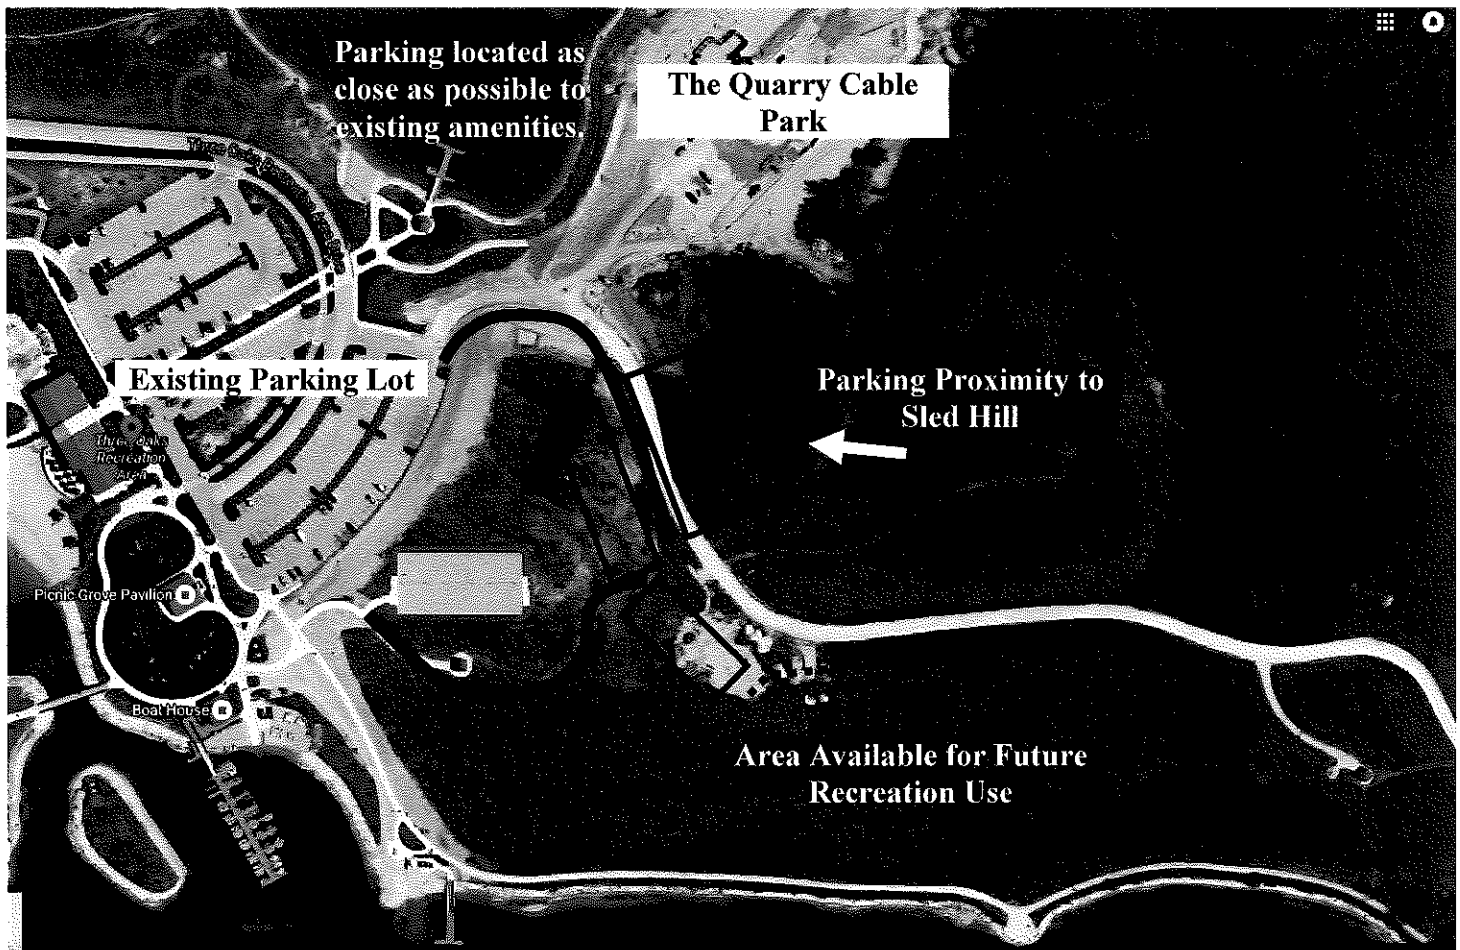 Parking located as
close as possible to
existing amenities.
The Quarry Cable
Park
Existing Parking Lot
Parking Proximity to
Sled Hill
Three Oaks
Recreation
Area
Picnic Grove Pavilion
Boat House
Area Available for Future
Recreation Use